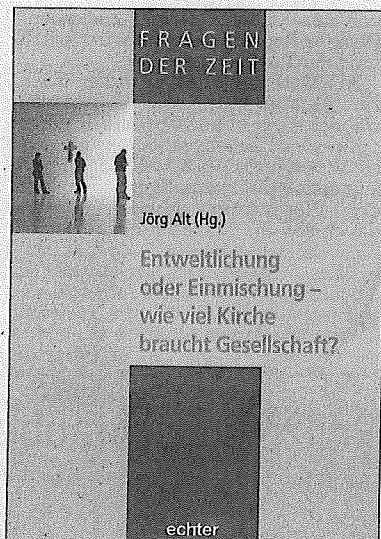 FRAGEN
DER ZEIT
Jörg Alt (Hg.)
Entweltlichung
oder Einmischung –
wie viel Kirche
braucht Gesellschaft?
echter